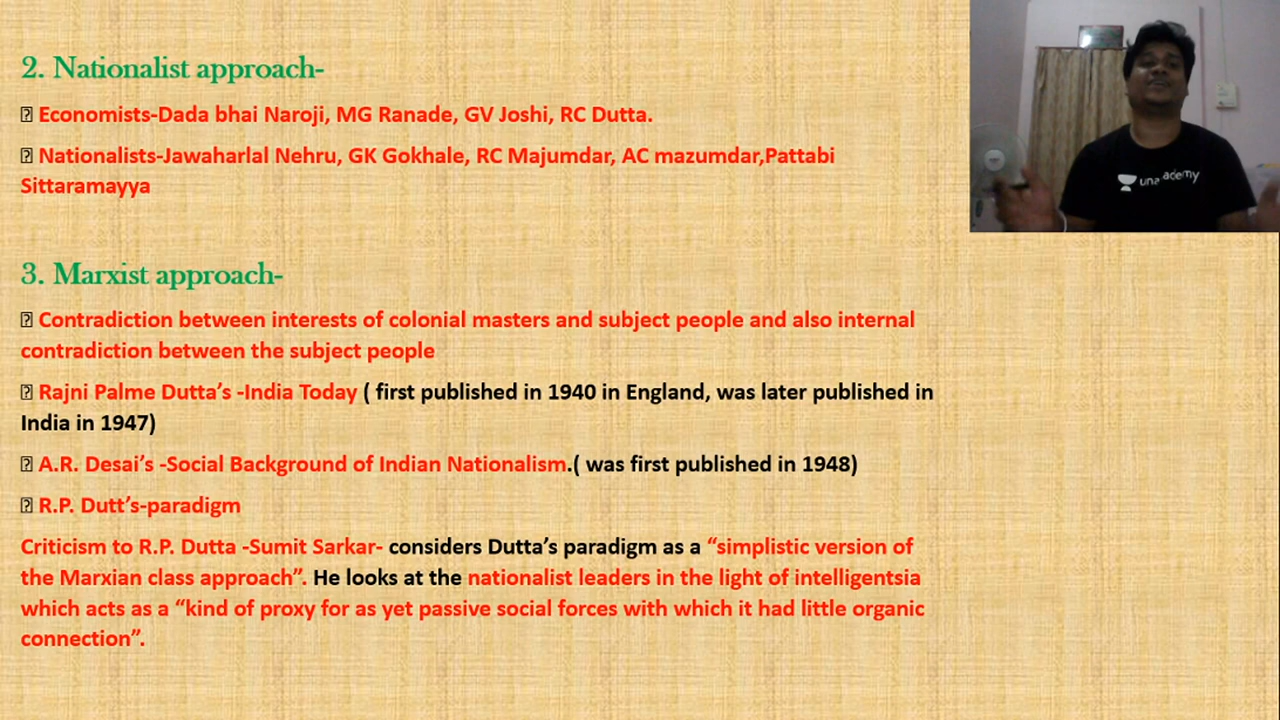 2. Nationalist approach-
Economists-Dada bhai Naroji, MG Ranade, GV Joshi, RC Dutta.
Nationalists-Jawaharlal Nehru, GK Gokhale, RC Majumdar, AC mazumdar,Pattabi
Sittaramayya
3. Marxist approach-
Contradiction between interests of colonial masters and subject people and also internal
contradiction between the subject people
Rajni Palme Dutta’s -India Today ( first published in 1940 in England, was later published in
India in 1947)
A.R. Desai’s -Social Background of Indian Nationalism.( was first published in 1948)
R.P. Dutt’s-paradigm
Criticism to R.P. Dutta -Sumit Sarkar- considers Dutta’s paradigm as a “simplistic version of
the Marxian class approach”. He looks at the nationalist leaders in the light of intelligentsia
which acts as a “kind of proxy for as yet passive social forces with which it had little organic
connection”.
unacademy